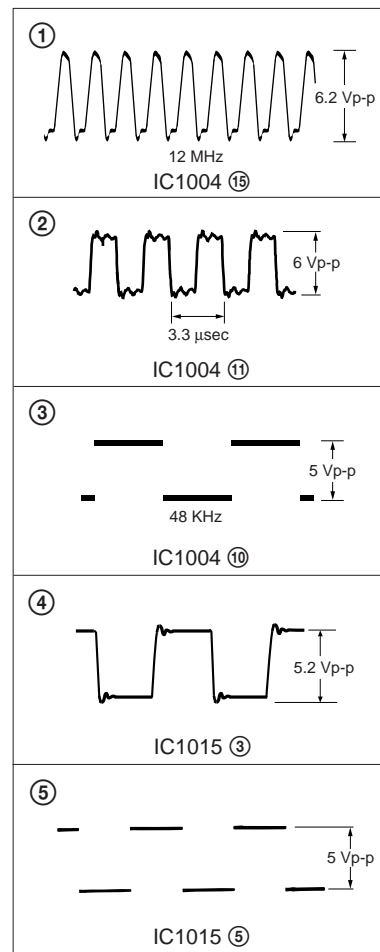 ①
6.2 Vp-p
12 MHz
IC1004 ⑮
②
6 Vp-p
3.3 µsec
IC1004 ⑪
③
5 Vp-p
48 KHz
IC1004 ⑩
④
5.2 Vp-p
IC1015 ③
⑤
5 Vp-p
IC1015 ⑤